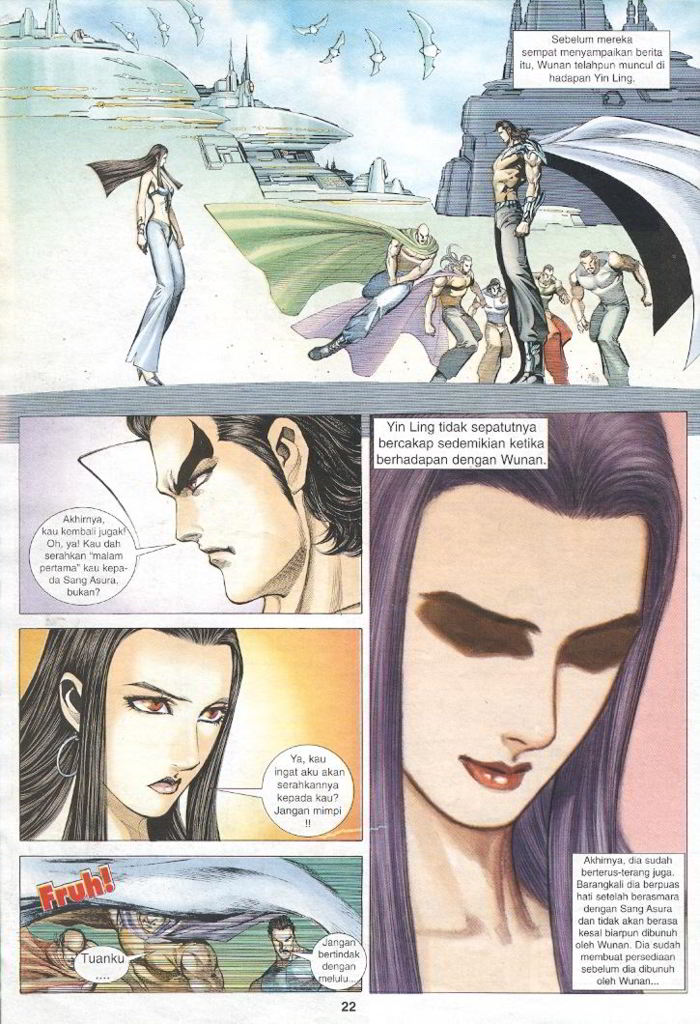 Sebelum mereka
sempat menyampaikan berita
itu, Wunan telahpun muncul di
hadapan Yin Ling.
Akhirnya,
kau kembali jugak!
Oh, ya! Kau dah
serahkan "malam
pertama" kau kepa-
da Sang Asura,
bukan?
Ya, kau
ingat aku akan
serahkannya
kepada kau?
Jangan mimpi
!!
Fruh!
Tuanku
....
Jangan
bertindak
dengan
melulu...
Yin Ling tidak sepatutnya
bercakap sedemikian ketika
berhadapan dengan Wunan.
Akhirnya, dia sudah
berterus-terang juga.
Barangkali dia berpuas
hati setelah berasmara
dengan Sang Asura
dan tidak akan berasa
kesal biarpun dibunuh
oleh Wunan. Dia sudah
membuat persediaan
sebelum dia dibunuh
oleh Wunan...
22